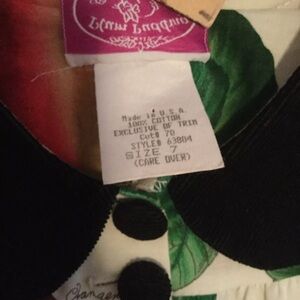 Made in U.S.A.
100% COTTON
EXCLUSIVE OF TRIM
Cut# 70
STYLE# 63804
SIZE 7
(CARE OVER)